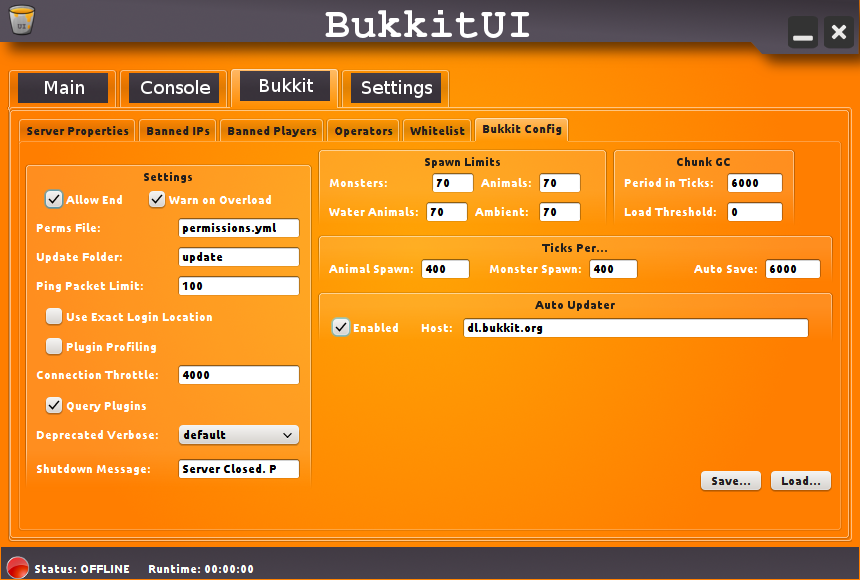 BukkitUI
UI
Main Console Bukkit Settings
Server Properties Banned IPs Banned Players Operators Whitelist Bukkit Config
Settings
Allow End Warn on Overload
Perms File: permissions.yml
Update Folder: update
Ping Packet Limit: 100
Use Exact Login Location
Plugin Profiling
Connection Throttle: 4000
Query Plugins
Deprecated Verbose: default
Shutdown Message: Server Closed. P
Spawn Limits
Monsters: 70 Animals: 70
Water Animals: 70 Ambient: 70
Chunk GC
Period in Ticks: 6000
Load Threshold: 0
Ticks Per...
Animal Spawn: 400 Monster Spawn: 400 Auto Save: 6000
Auto Updater
Enabled Host: dl.bukkit.org
Save... Load...
Status: OFFLINE Runtime: 00:00:00